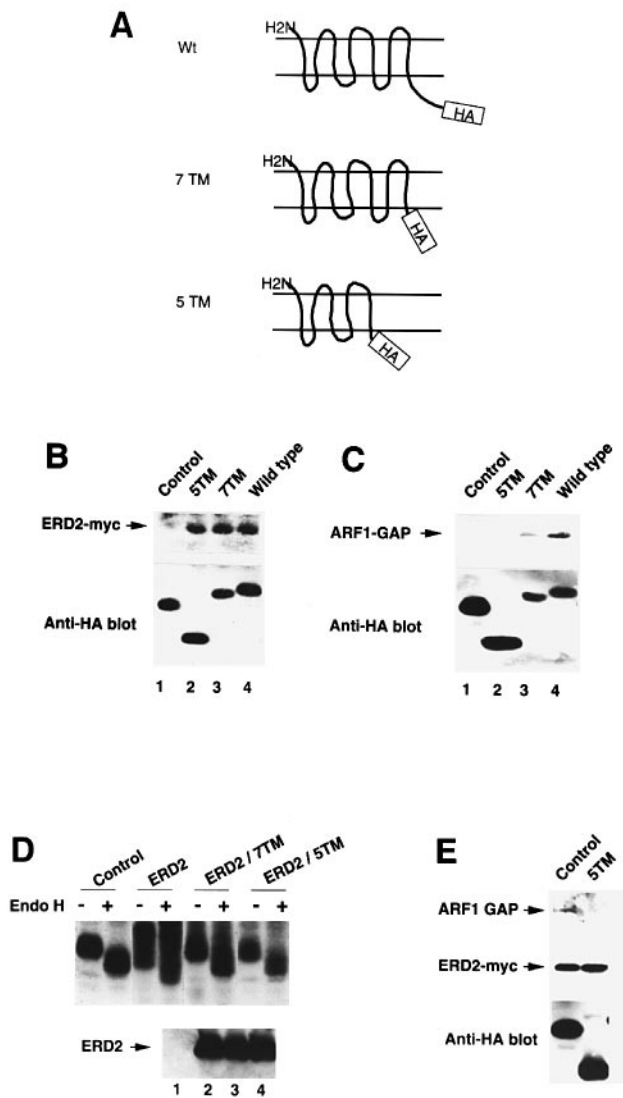 A
Wt
H2N
HA
7 TM
H2N
HA
5 TM
H2N
HA
B
Control
5TM
7TM
Wild type
ERD2-myc
Anti-HA blot
1 2 3 4
C
Control
5TM
7TM
Wild type
ARF1-GAP
Anti-HA blot
1 2 3 4
D
Control
ERD2
ERD2 / 7TM
ERD2 / 5TM
Endo H - + - + - + - +
ERD2
1 2 3 4
E
Control
5TM
ARF1 GAP
ERD2-myc
Anti-HA blot